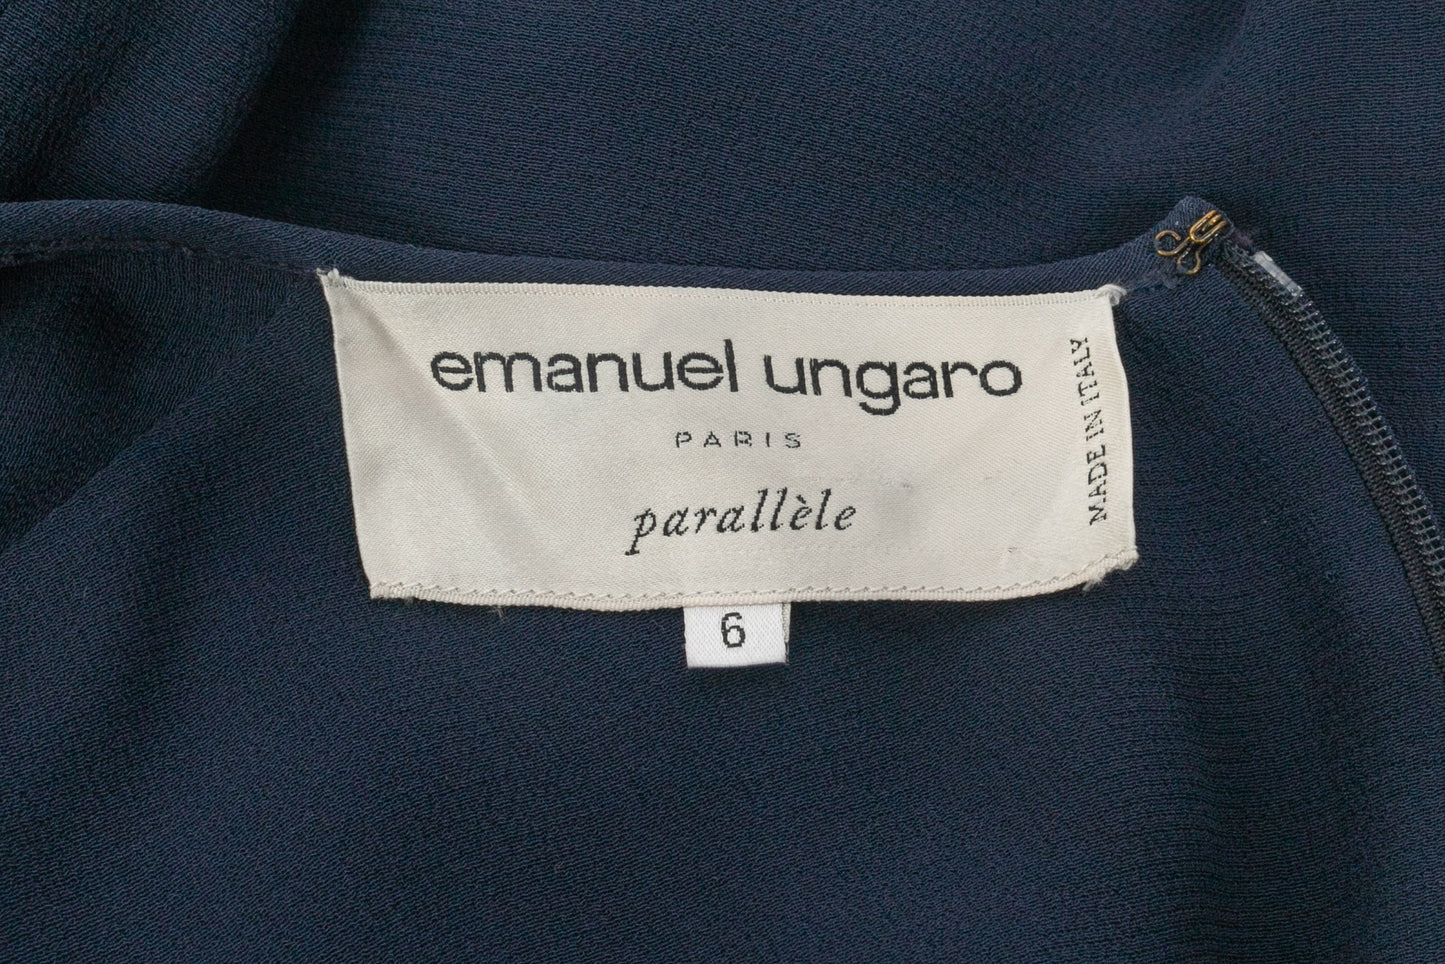 emanuel ungaro
PARIS
parallèle
MADE IN ITALY
6